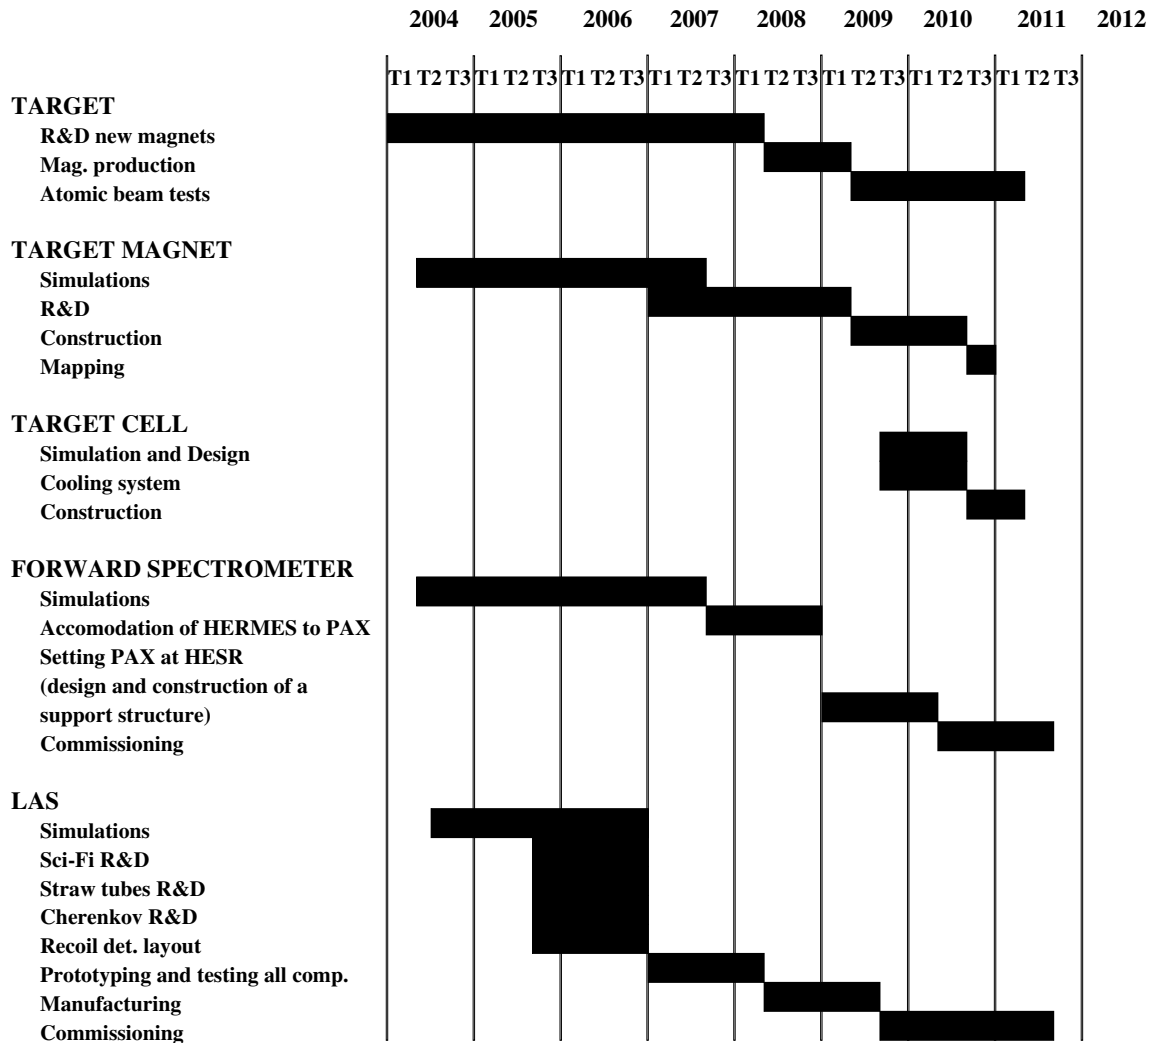 2004 2005 2006 2007 2008 2009 2010 2011 2012
T1 T2 T3 T1 T2 T3 T1 T2 T3 T1 T2 T3 T1 T2 T3 T1 T2 T3 T1 T2 T3 T1 T2 T3
TARGET
R&D new magnets
Mag. production
Atomic beam tests
TARGET MAGNET
Simulations
R&D
Construction
Mapping
TARGET CELL
Simulation and Design
Cooling system
Construction
FORWARD SPECTROMETER
Simulations
Accomodation of HERMES to PAX
Setting PAX at HESR
(design and construction of a
support structure)
Commissioning
LAS
Simulations
Sci-Fi R&D
Straw tubes R&D
Cherenkov R&D
Recoil det. layout
Prototyping and testing all comp.
Manufacturing
Commissioning